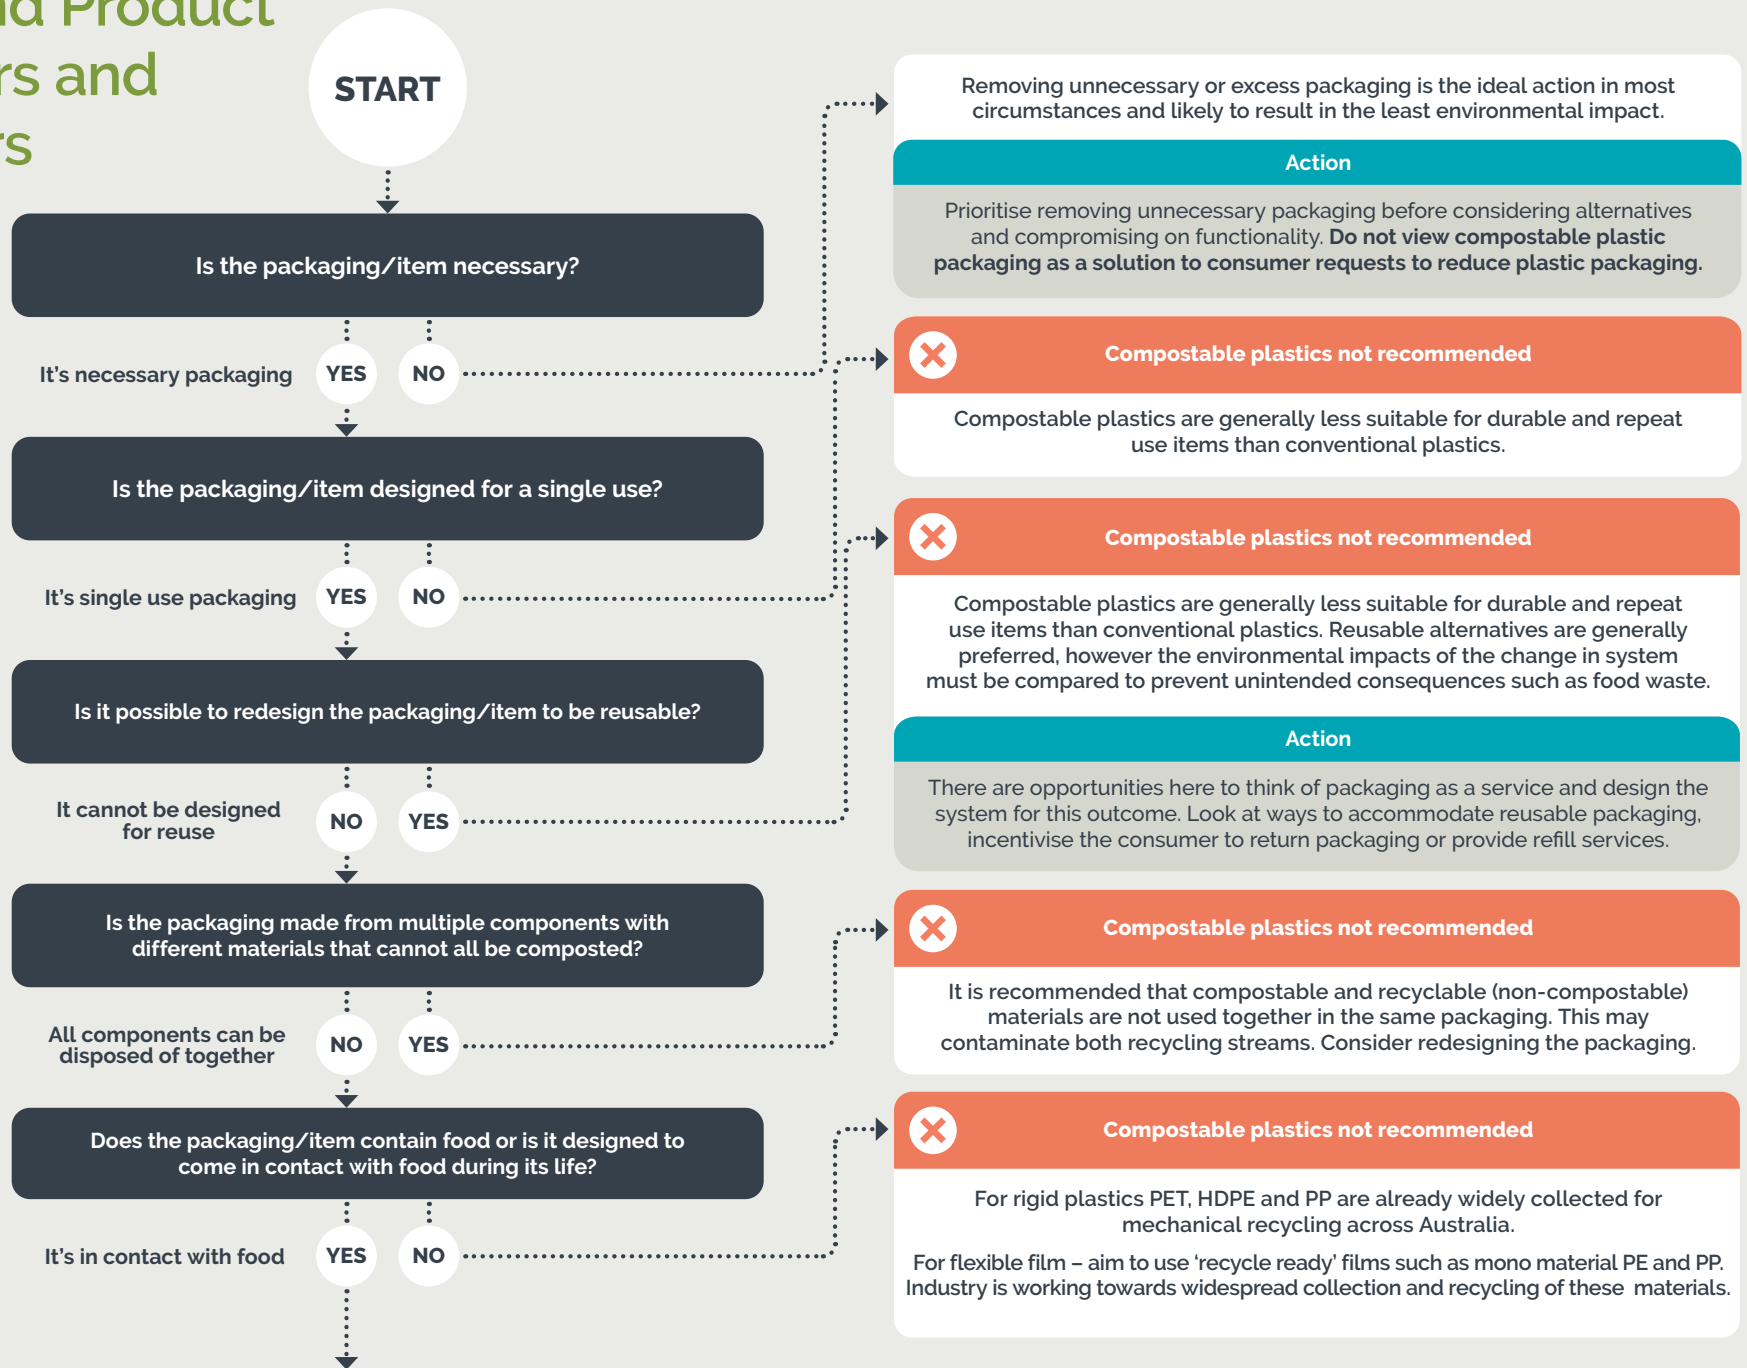 Product
rs and
rs
START
Is the packaging/item necessary?
It's necessary packaging
YES
NO
Removing unnecessary or excess packaging is the ideal action in most
circumstances and likely to result in the least environmental impact.
Action
Prioritise removing unnecessary packaging before considering alternatives
and compromising on functionality. Do not view compostable plastic
packaging as a solution to consumer requests to reduce plastic packaging.
Is the packaging/item designed for a single use?
It's single use packaging
YES
NO
Compostable plastics not recommended
Compostable plastics are generally less suitable for durable and repeat
use items than conventional plastics.
Is it possible to redesign the packaging/item to be reusable?
It cannot be designed
for reuse
NO
YES
Compostable plastics not recommended
Compostable plastics are generally less suitable for durable and repeat
use items than conventional plastics. Reusable alternatives are generally
preferred, however the environmental impacts of the change in system
must be compared to prevent unintended consequences such as food waste.
Action
There are opportunities here to think of packaging as a service and design the
system for this outcome. Look at ways to accommodate reusable packaging,
incentivise the consumer to return packaging or provide refill services.
Is the packaging made from multiple components with
different materials that cannot all be composted?
All components can be
disposed of together
NO
YES
Compostable plastics not recommended
It is recommended that compostable and recyclable (non-compostable)
materials are not used together in the same packaging. This may
contaminate both recycling streams. Consider redesigning the packaging.
Does the packaging/item contain food or is it designed to
come in contact with food during its life?
It's in contact with food
YES
NO
Compostable plastics not recommended
For rigid plastics PET, HDPE and PP are already widely collected for
mechanical recycling across Australia.
For flexible film – aim to use 'recycle ready' films such as mono material PE and PP.
Industry is working towards widespread collection and recycling of these materials.